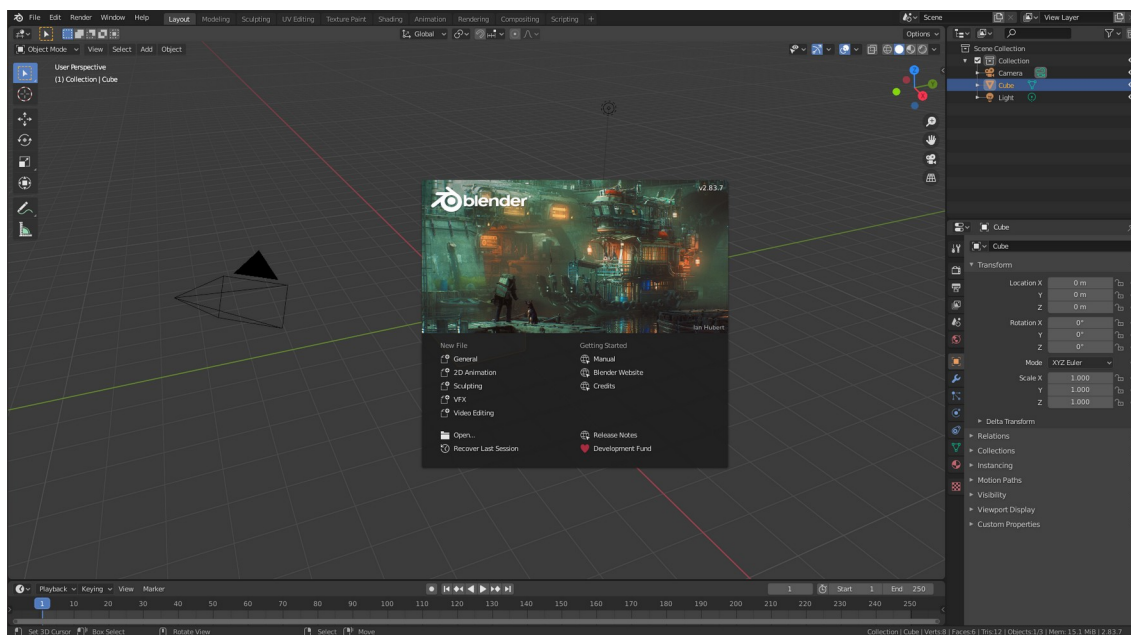 File Edit Render Window Help Layout Modeling Sculpting UV Editing Texture Paint Shading Animation Rendering Compositing Scripting + Scene View Layer
Global Options
Object Mode View Select Add Object
User Perspective
(1) Collection | Cube
Scene Collection
Collection
Camera
Cube
Light
blender
v2.83.7
Ian Hubert
New File
General
2D Animation
Sculpting
VFX
Video Editing
Open...
Recover Last Session
Getting Started
Manual
Blender Website
Credits
Release Notes
Development Fund
Cube
Cube
Transform
Location X 0 m
Y 0 m
Z 0 m
Rotation X 0°
Y 0°
Z 0°
Mode XYZ Euler
Scale X 1.000
Y 1.000
Z 1.000
Delta Transform
Relations
Collections
Instancing
Motion Paths
Visibility
Viewport Display
Custom Properties
Playback Keying View Marker 1 Start 1 End 250
1 10 20 30 40 50 60 70 80 90 100 110 120 130 140 150 160 170 180 190 200 210 220 230 240 250
Set 3D Cursor Box Select Rotate View Select Move Collection | Cube | Verts:8 | Faces:6 | Tris:12 | Objects:1/3 | Mem: 15.1 MiB | 2.83.7